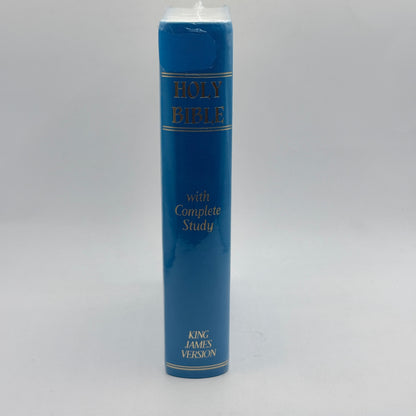 HOLY
BIBLE
with
Complete
Study
KING
JAMES
VERSION